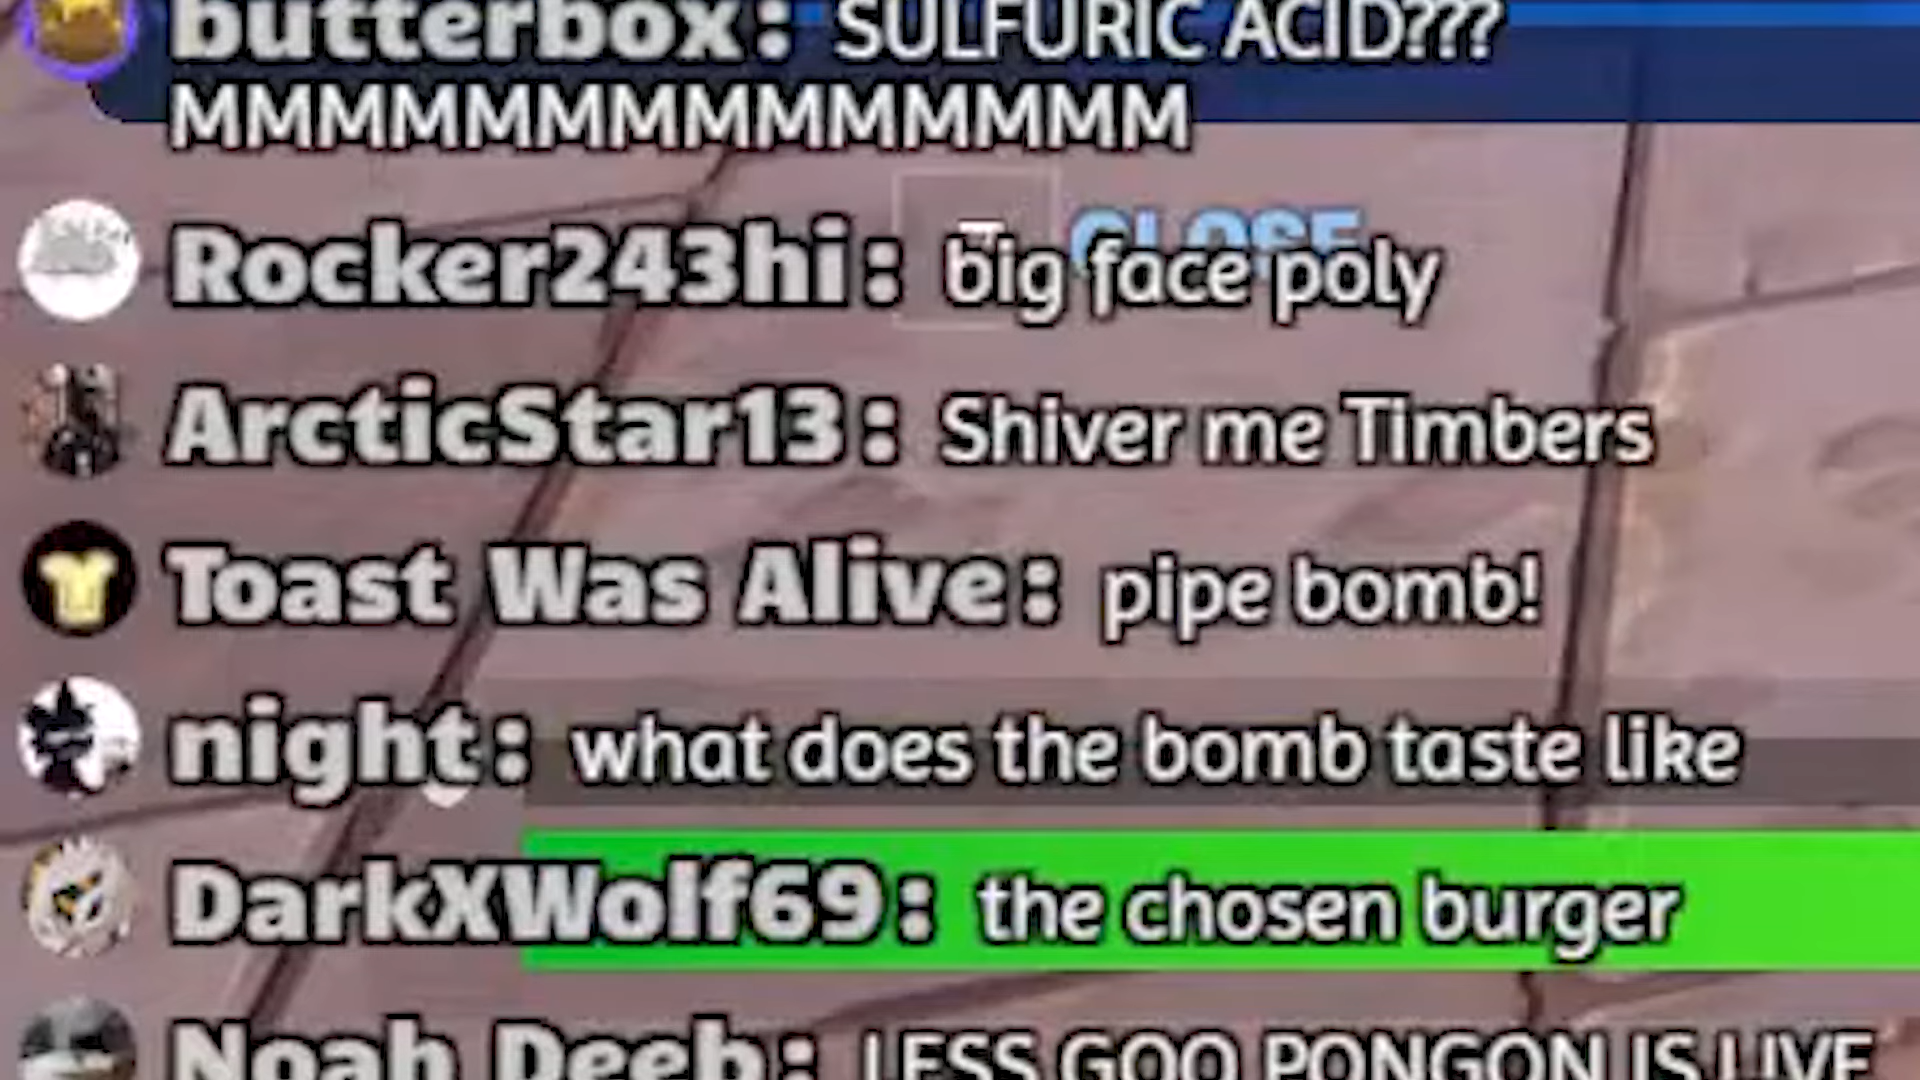 butterbox: SULFURIC ACID???
MMMMMMMMMMMMMM
CLOSE
Rocker243hi: big face poly
ArcticStar13: Shiver me Timbers
Toast Was Alive: pipe bomb!
night: what does the bomb taste like
DarkXWolf69: the chosen burger
Noah Deeb: LESS GOO PONGON IS LIVE